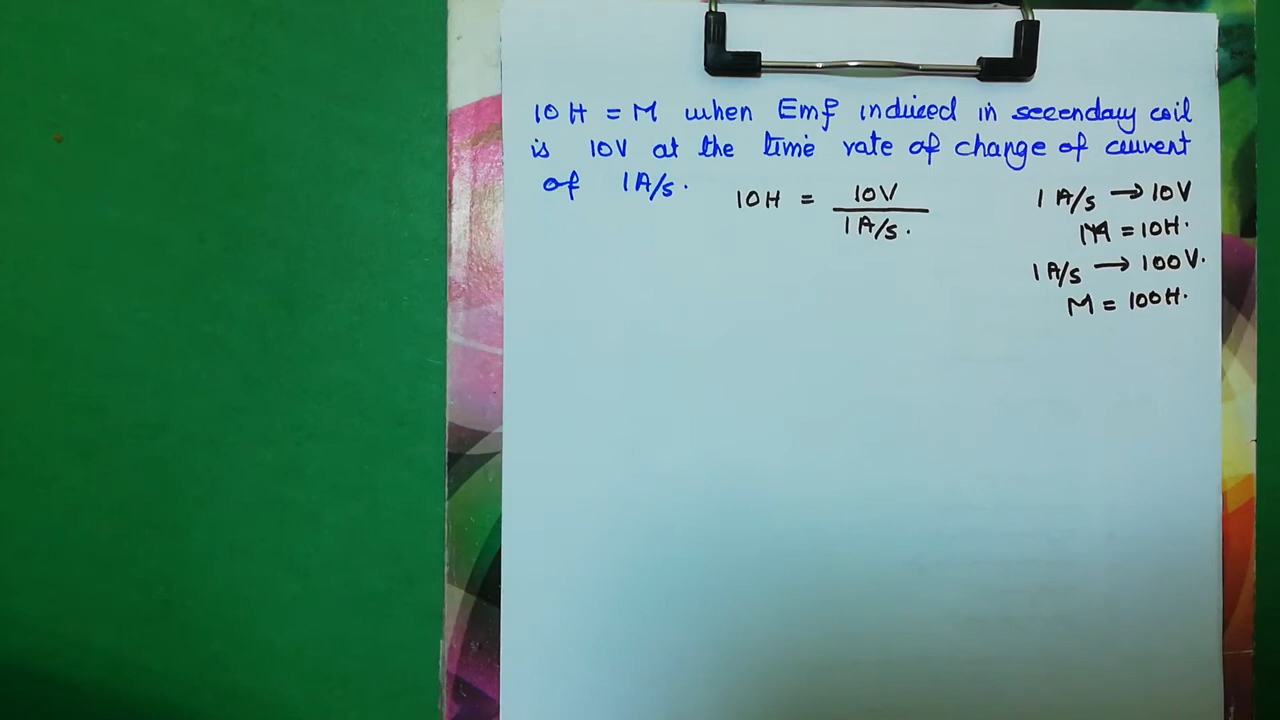 10 H = M when Emf induced in secondary coil
is 10V at the time rate of change of current
of 1A/s.
10H = 10V / 1A/s.
1 A/s → 10V
M = 10H.
1A/s → 100V.
M = 100H.